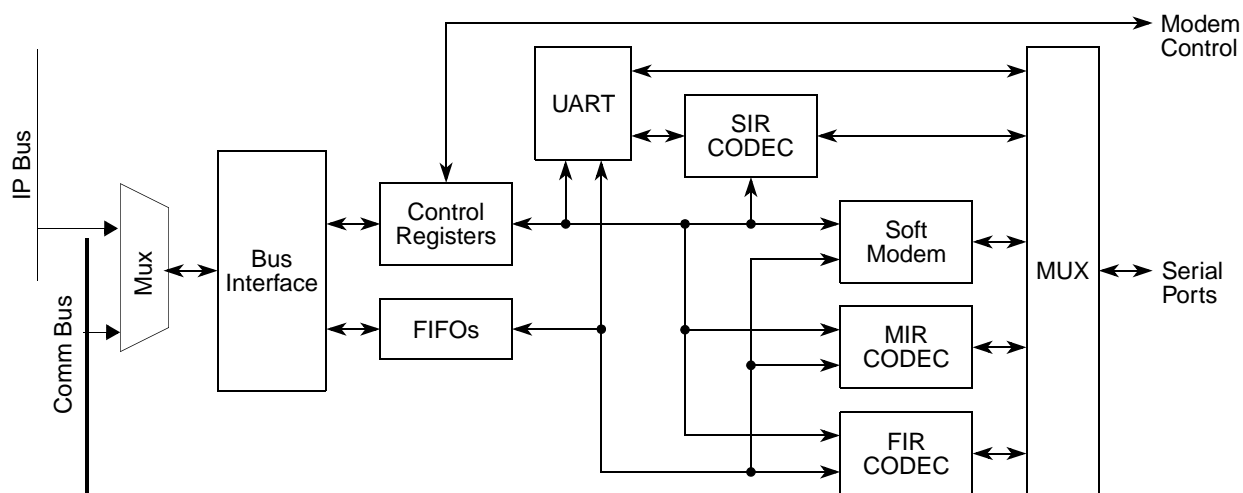 Modem
Control
IP Bus
UART
SIR
CODEC
Control
Registers
Soft
Modem
Mux
Bus
Interface
MUX
Serial
Ports
Comm Bus
FIFOs
MIR
CODEC
FIR
CODEC